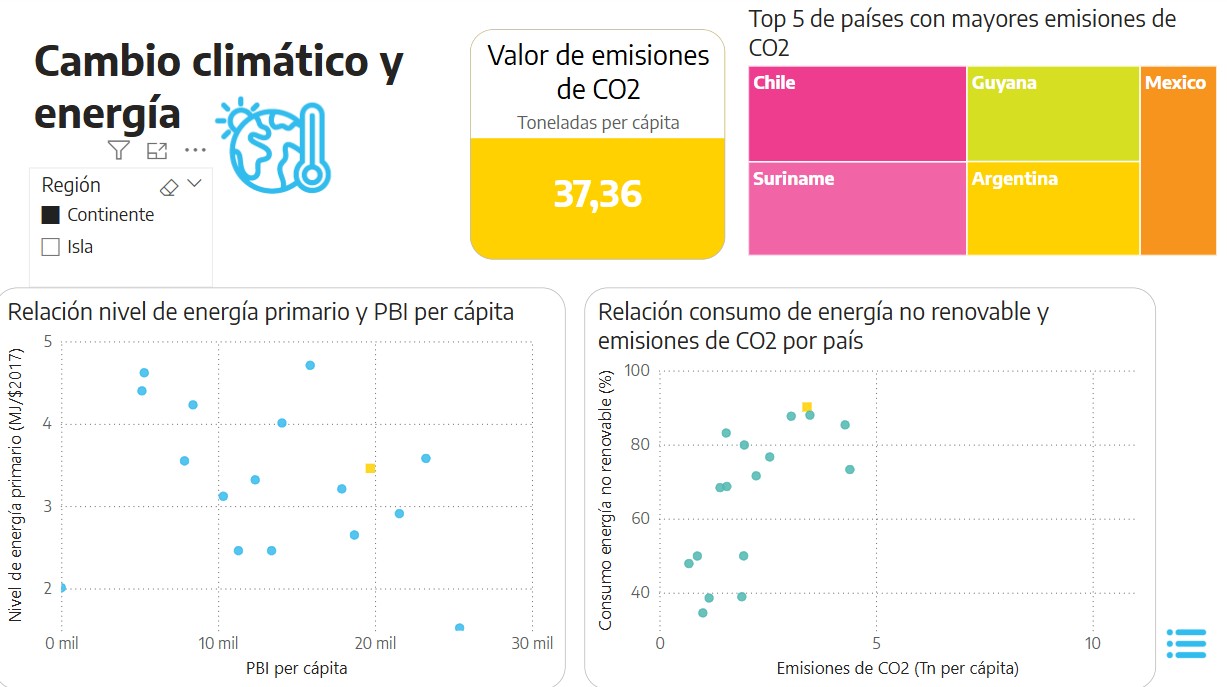 Cambio climático y
energía
Región
Continente
Isla
Valor de emisiones
de CO2
Toneladas per cápita
37,36
Top 5 de países con mayores emisiones de
CO2
Chile
Guyana
Mexico
Suriname
Argentina
Relación nivel de energía primario y PBI per cápita
Nivel de energía primario (MJ/$2017)
5
4
3
2
0 mil
10 mil
20 mil
30 mil
PBI per cápita
Relación consumo de energía no renovable y
emisiones de CO2 por país
Consumo energía no renovable (%)
100
80
60
40
0
5
10
Emisiones de CO2 (Tn per cápita)